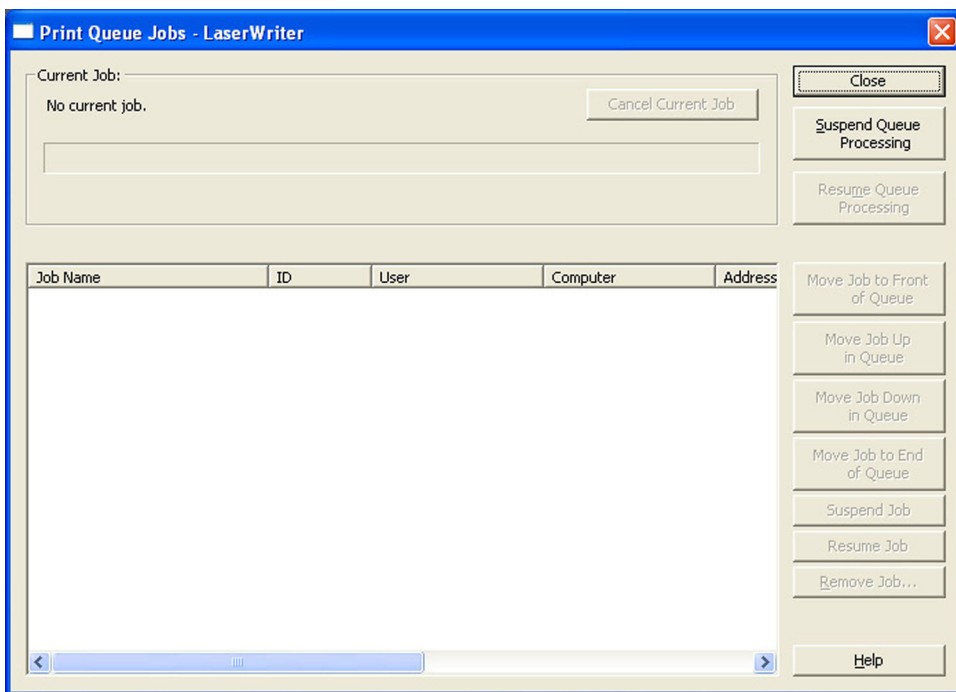 Print Queue Jobs - LaserWriter
Current Job:
No current job.
Cancel Current Job
Close
Suspend Queue
Processing
Resume Queue
Processing
Job Name ID User Computer Address
Move Job to Front
of Queue
Move Job Up
in Queue
Move Job Down
in Queue
Move Job to End
of Queue
Suspend Job
Resume Job
Remove Job...
Help